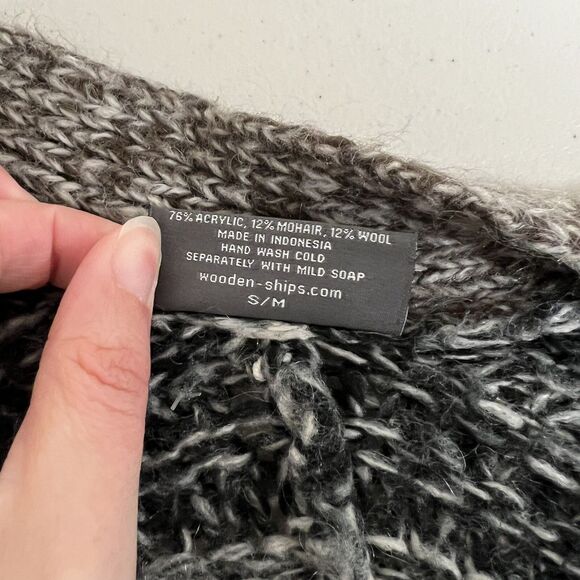 76% ACRYLIC, 12% MOHAIR, 12% WOOL
MADE IN INDONESIA
HAND WASH COLD
SEPARATELY WITH MILD SOAP
wooden-ships.com
S/M